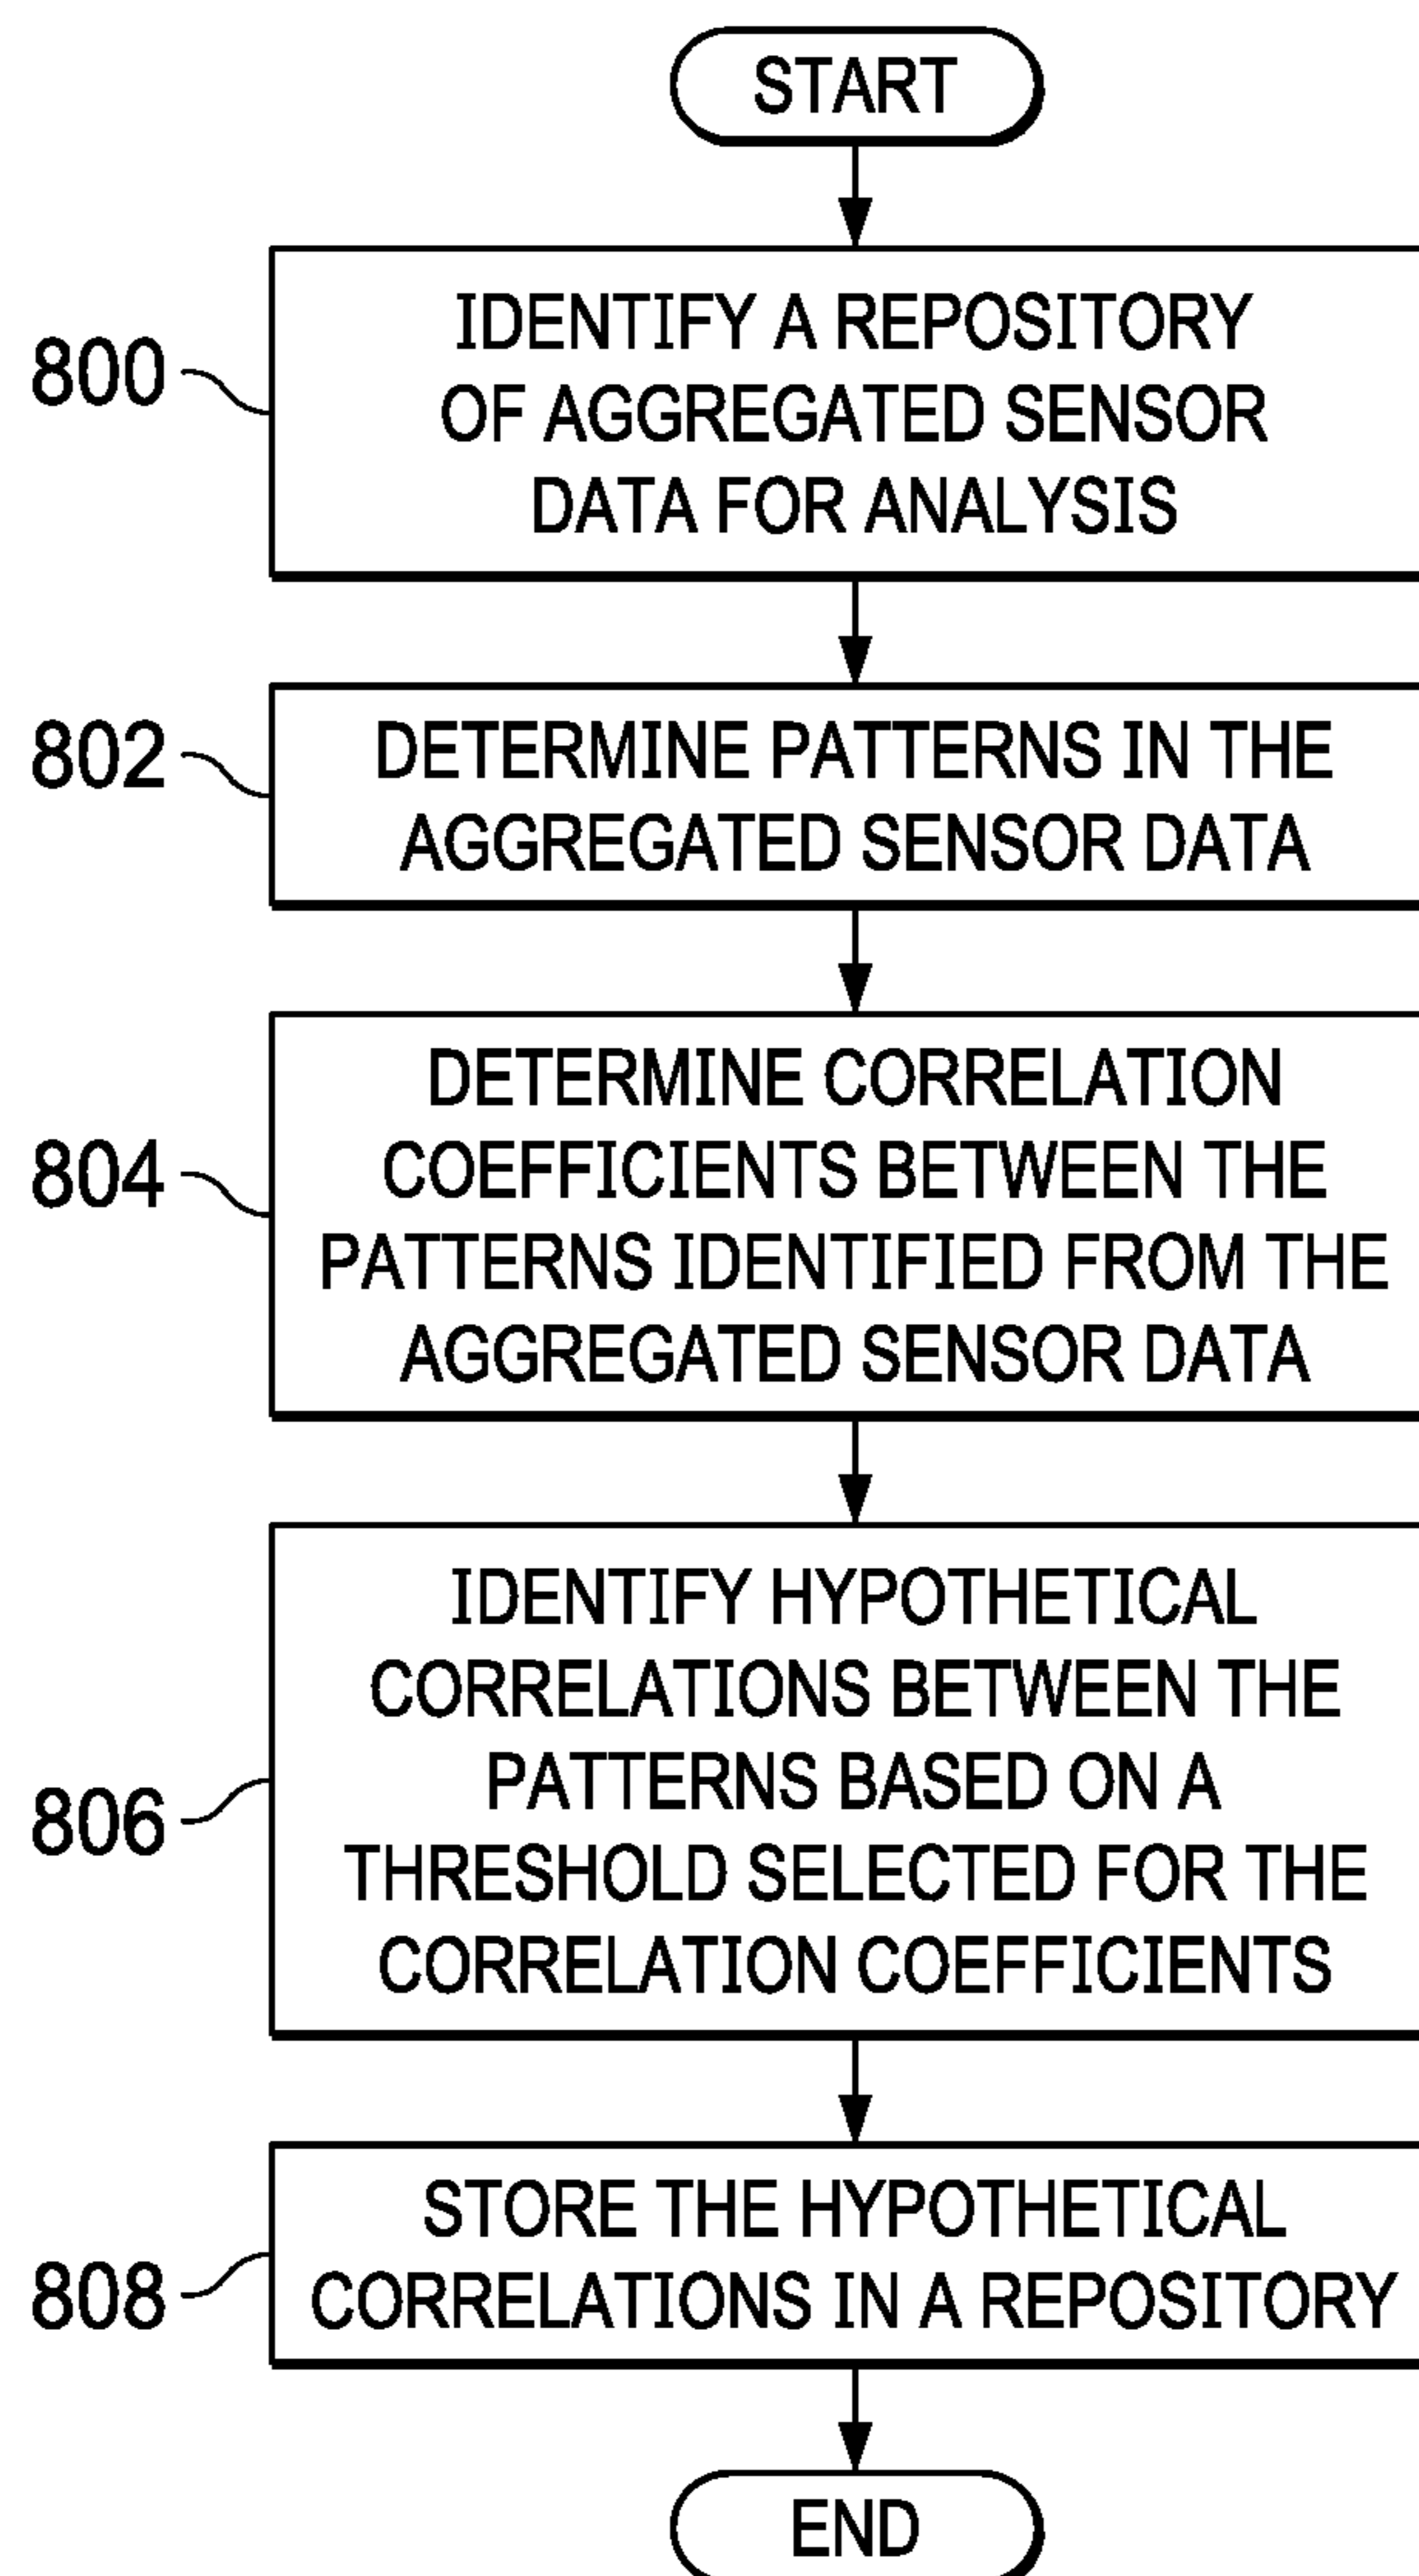 START
800
IDENTIFY A REPOSITORY
OF AGGREGATED SENSOR
DATA FOR ANALYSIS
802
DETERMINE PATTERNS IN THE
AGGREGATED SENSOR DATA
804
DETERMINE CORRELATION
COEFFICIENTS BETWEEN THE
PATTERNS IDENTIFIED FROM THE
AGGREGATED SENSOR DATA
806
IDENTIFY HYPOTHETICAL
CORRELATIONS BETWEEN THE
PATTERNS BASED ON A
THRESHOLD SELECTED FOR THE
CORRELATION COEFFICIENTS
808
STORE THE HYPOTHETICAL
CORRELATIONS IN A REPOSITORY
END